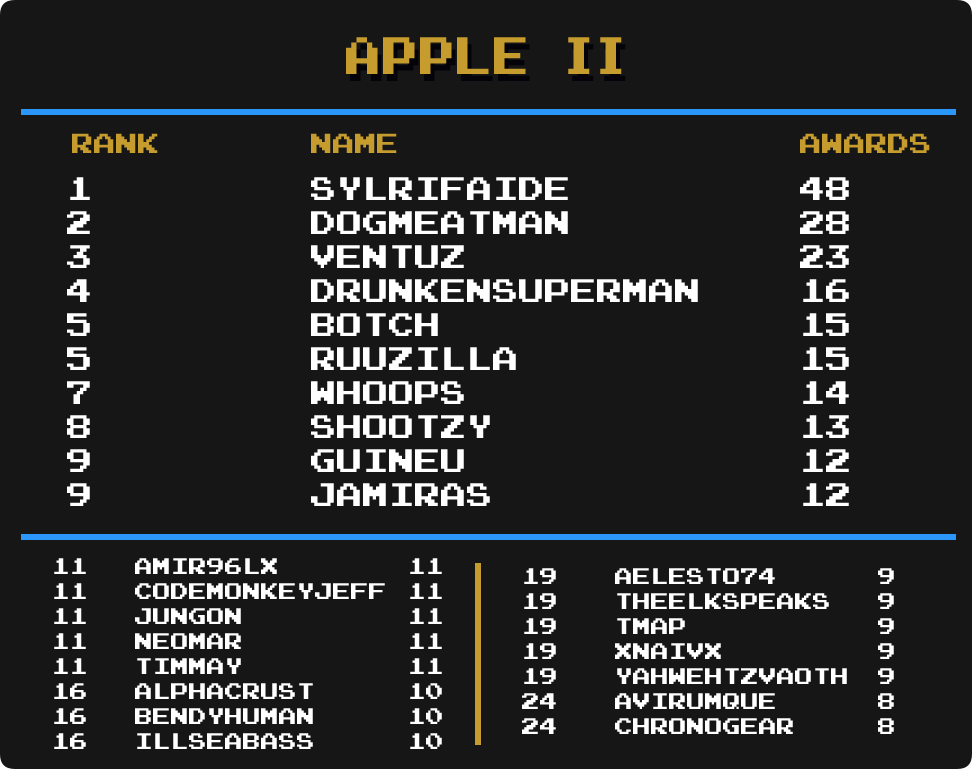 APPLE II
RANK NAME AWARDS
1 SYLRIFAIDE 48
2 DOGMEATMAN 28
3 VENTUZ 23
4 DRUNKENSUPERMAN 16
5 BOTCH 15
5 RUUZILLA 15
7 WHOOPS 14
8 SHOOTZY 13
9 GUINEU 12
9 JAMIRAS 12
11 AMIR96LX 11
11 CODEMONKEYJEFF 11
11 JUNGON 11
11 NEOMAR 11
11 TIMMAY 11
16 ALPHACRUST 10
16 BENDYHUMAN 10
16 ILLSEABASS 10
19 AELESTO74 9
19 THEELKSPEAKS 9
19 TMAP 9
19 XNAIVX 9
19 YAHWEHTZVAOTH 9
24 AVIRUMQUE 8
24 CHRONOGEAR 8